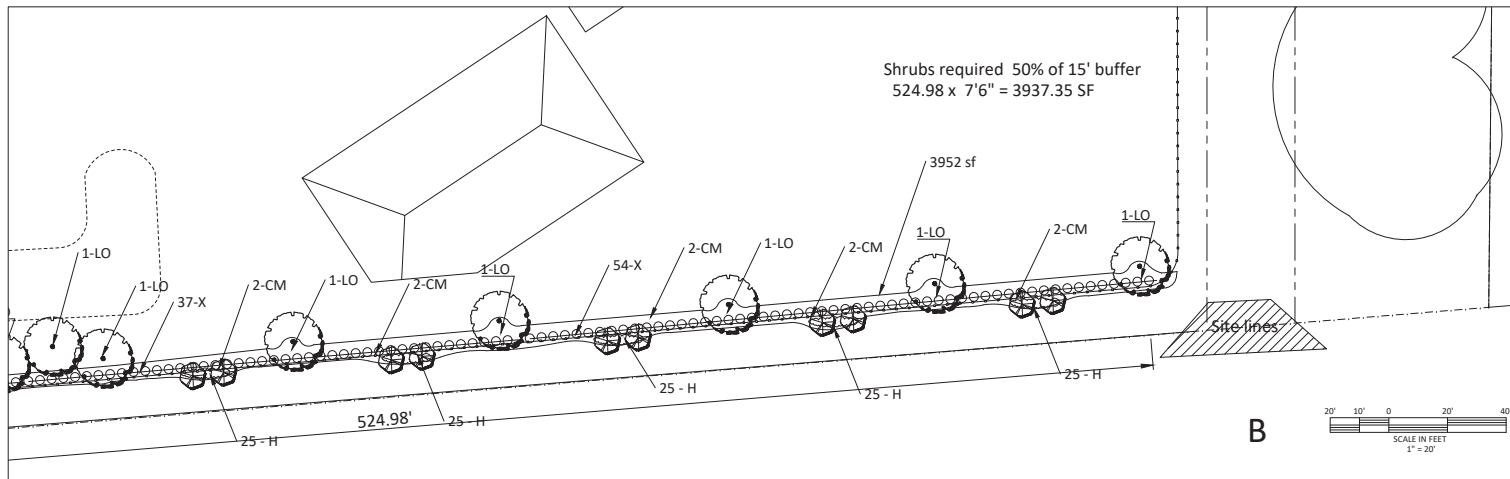 Shrubs required 50% of 15' buffer
524.98 x 7'6" = 3937.35 SF
3952 sf
1-LO
1-LO
37-X
2-CM
1-LO
2-CM
1-LO
54-X
2-CM
1-LO
2-CM
1-LO
2-CM
1-LO
Site lines
25 - H
25 - H
25 - H
25 - H
25 - H
524.98'
B
20' 10' 0 20' 40
SCALE IN FEET
1" = 20'